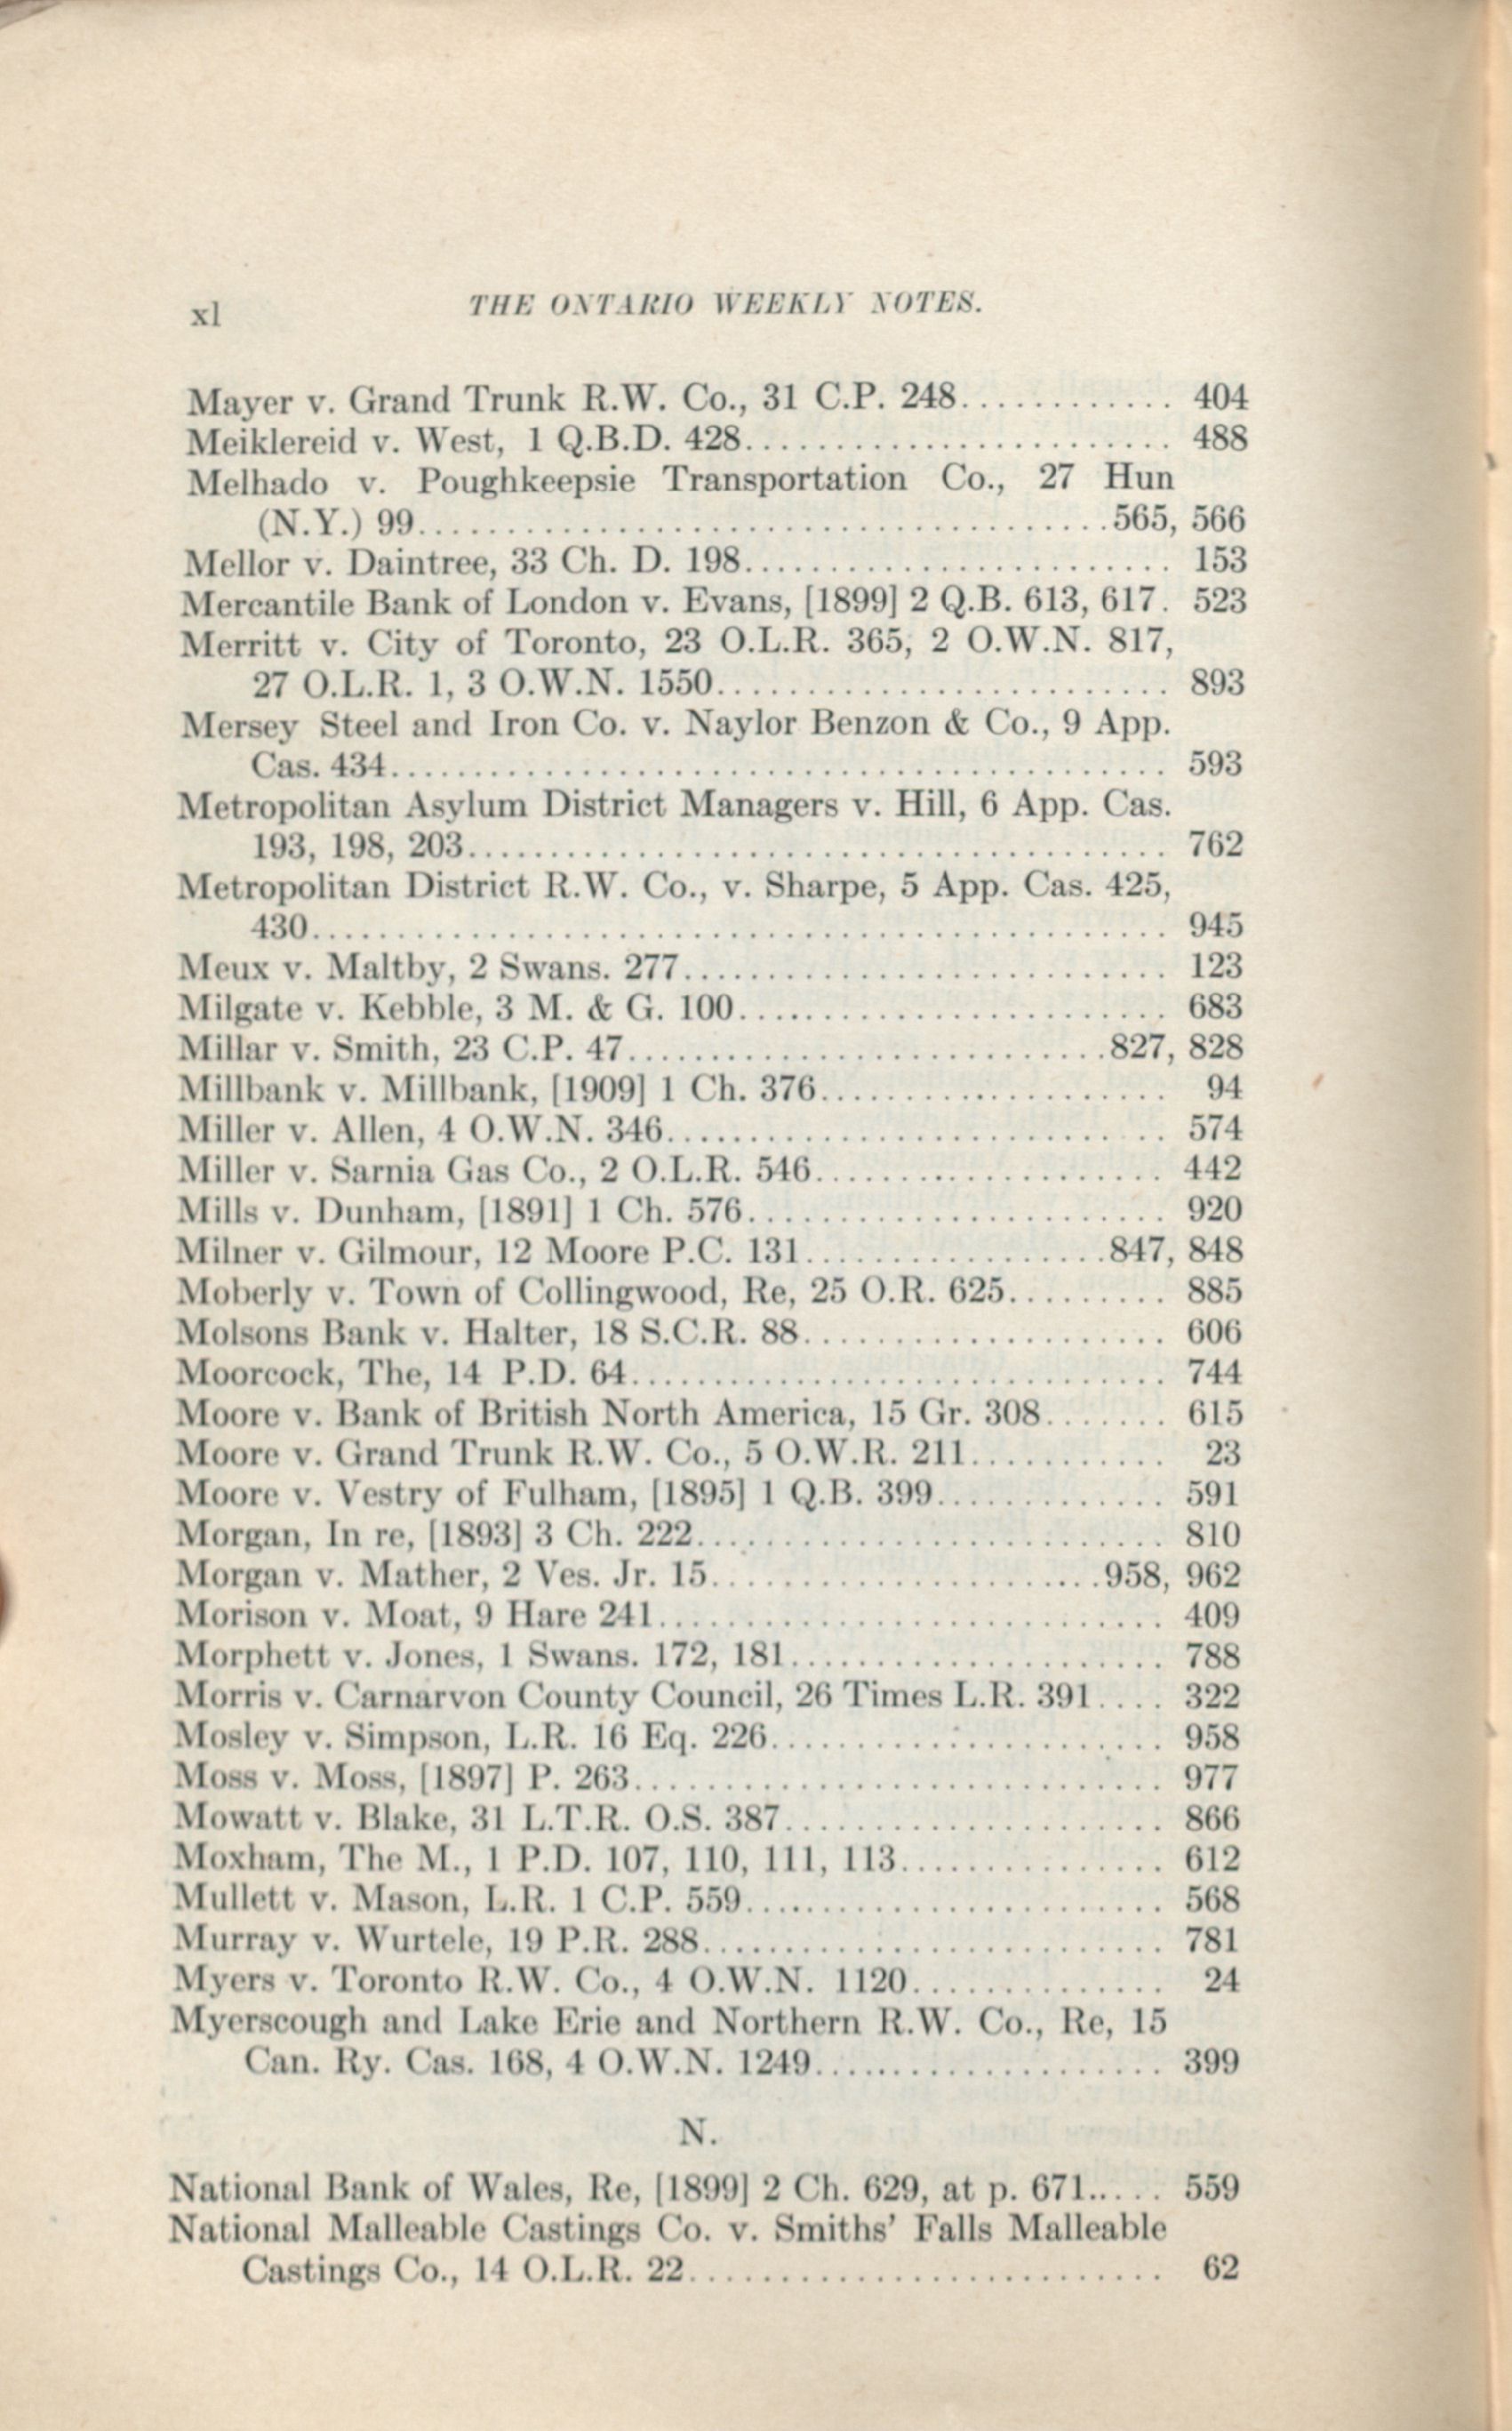 xl
THE ONTARIO WEEKLY NOTES.
Mayer v. Grand Trunk R.W. Co., 31 C.P. 248............. 404
Meiklereid v. West, 1 Q.B.D. 428.......................... 488
Melhado v. Poughkeepsie Transportation Co., 27 Hun
(N.Y.) 99..........................................565, 566
Mellor v. Daintree, 33 Ch. D. 198.......................... 153
Mercantile Bank of London v. Evans, [1899] 2 Q.B. 613, 617. 523
Merritt v. City of Toronto, 23 O.L.R. 365, 2 O.W.N. 817,
27 O.L.R. 1, 3 O.W.N. 1550........................... 893
Mersey Steel and Iron Co. v. Naylor Benzon & Co., 9 App.
Cas. 434............................................... 593
Metropolitan Asylum District Managers v. Hill, 6 App. Cas.
193, 198, 203.......................................... 762
Metropolitan District R.W. Co., v. Sharpe, 5 App. Cas. 425,
430.................................................... 945
Meux v. Maltby, 2 Swans. 277............................. 123
Milgate v. Kebble, 3 M. & G. 100.......................... 683
Millar v. Smith, 23 C.P. 47.............................827, 828
Millbank v. Millbank, [1909] 1 Ch. 376..................... 94
Miller v. Allen, 4 O.W.N. 346.............................. 574
Miller v. Sarnia Gas Co., 2 O.L.R. 546..................... 442
Mills v. Dunham, [1891] 1 Ch. 576......................... 920
Milner v. Gilmour, 12 Moore P.C. 131..................847, 848
Moberly v. Town of Collingwood, Re, 25 O.R. 625.......... 885
Molsons Bank v. Halter, 18 S.C.R. 88...................... 606
Moorcock, The, 14 P.D. 64................................ 744
Moore v. Bank of British North America, 15 Gr. 308........ 615
Moore v. Grand Trunk R.W. Co., 5 O.W.R. 211............ 23
Moore v. Vestry of Fulham, [1895] 1 Q.B. 399.............. 591
Morgan, In re, [1893] 3 Ch. 222............................ 810
Morgan v. Mather, 2 Ves. Jr. 15........................958, 962
Morison v. Moat, 9 Hare 241............................... 409
Morphett v. Jones, 1 Swans. 172, 181....................... 788
Morris v. Carnarvon County Council, 26 Times L.R. 391.... 322
Mosley v. Simpson, L.R. 16 Eq. 226........................ 958
Moss v. Moss, [1897] P. 263................................ 977
Mowatt v. Blake, 31 L.T.R. O.S. 387....................... 866
Moxham, The M., 1 P.D. 107, 110, 111, 113................ 612
Mullett v. Mason, L.R. 1 C.P. 559.......................... 568
Murray v. Wurtele, 19 P.R. 288............................ 781
Myers v. Toronto R.W. Co., 4 O.W.N. 1120............... 24
Myerscough and Lake Erie and Northern R.W. Co., Re, 15
Can. Ry. Cas. 168, 4 O.W.N. 1249..................... 399
N.
National Bank of Wales, Re, [1899] 2 Ch. 629, at p. 671..... 559
National Malleable Castings Co. v. Smiths' Falls Malleable
Castings Co., 14 O.L.R. 22............................. 62